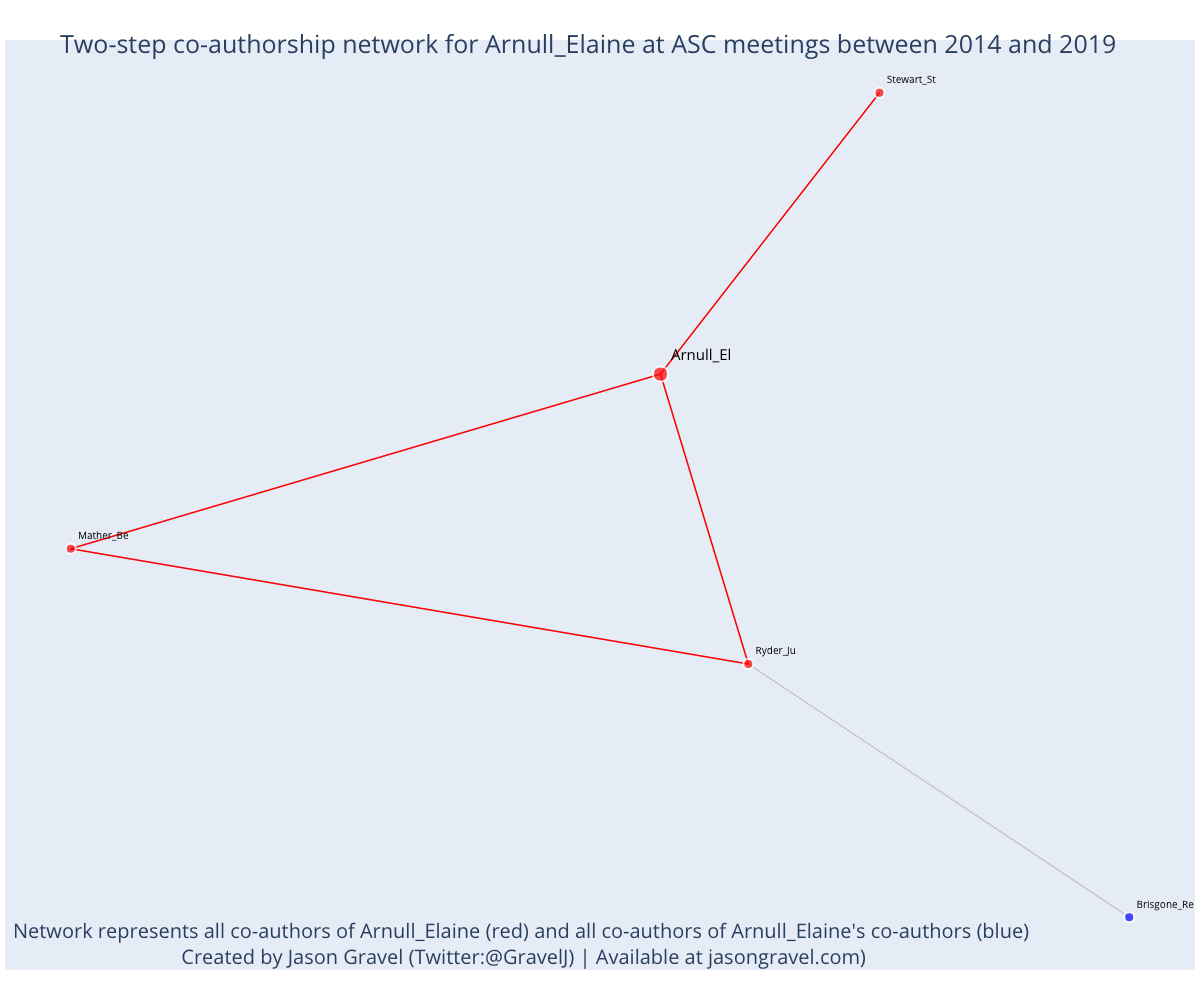 Two-step co-authorship network for Arnull_Elaine at ASC meetings between 2014 and 2019
Stewart_St
Arnull_El
Mather_Be
Ryder_Ju
Brisgone_Re
Network represents all co-authors of Arnull_Elaine (red) and all co-authors of Arnull_Elaine's co-authors (blue)
Created by Jason Gravel (Twitter:@GravelJ) | Available at jasongravel.com)